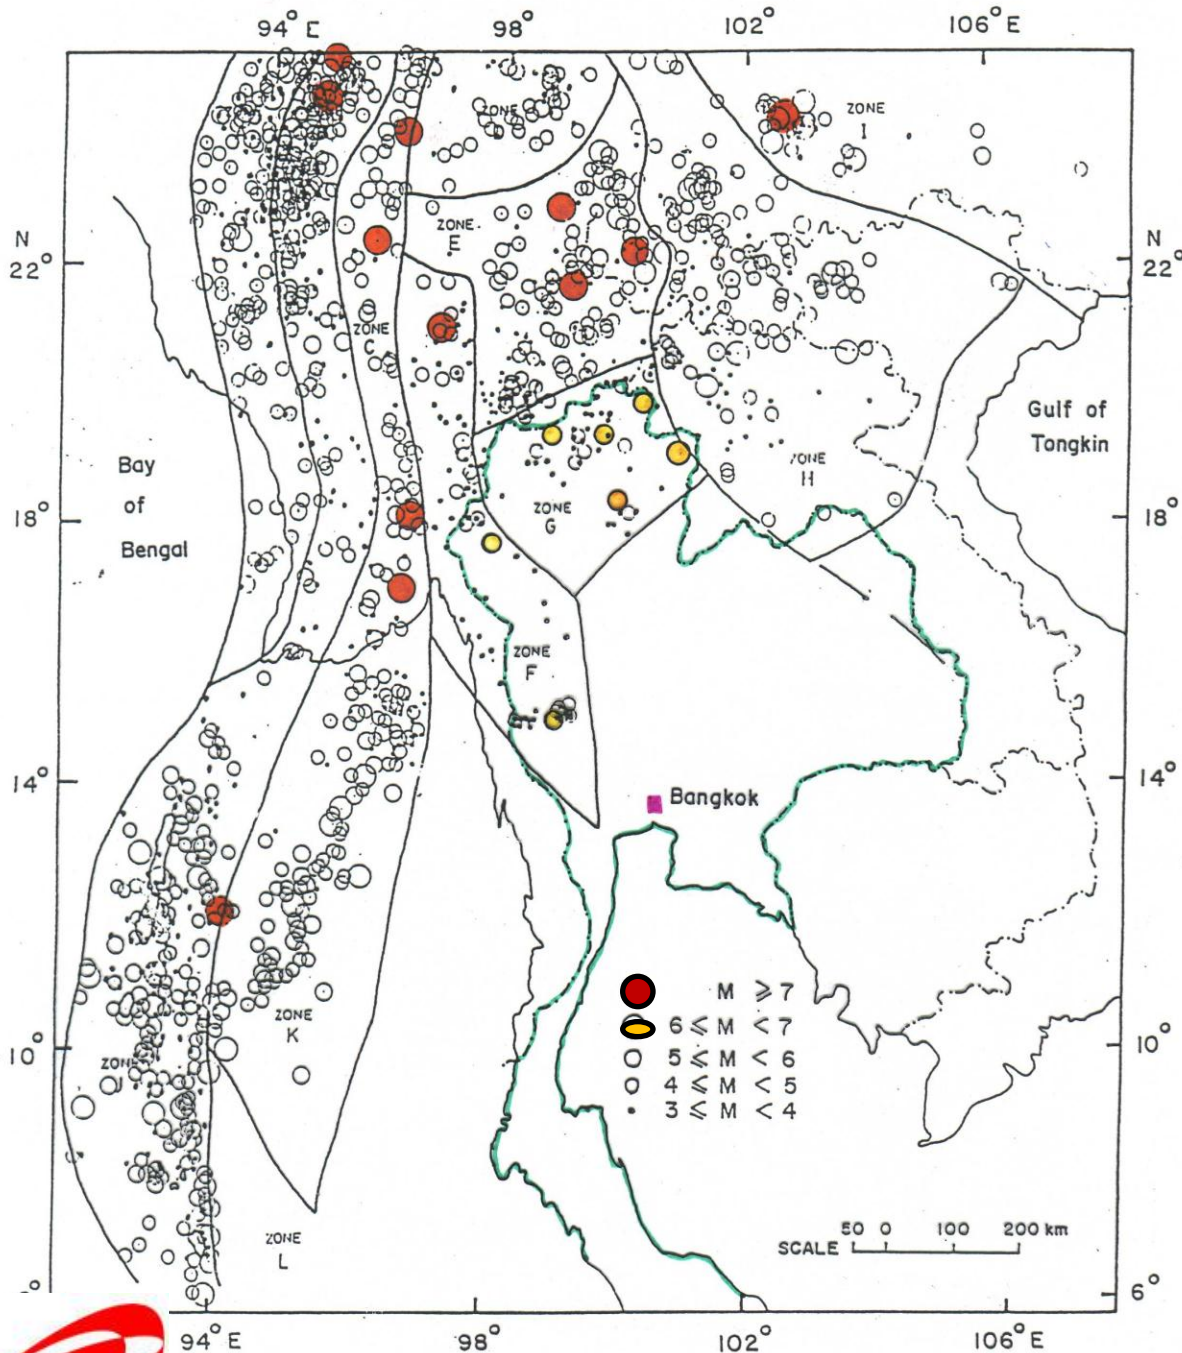 94° E 98° 102° 106° E
ZONE
ZONE
I
N
22°
ZONE
E
N
22°
ZONE
C
Gulf of
Tongkin
Bay
of
Bengal
ZONE
H
18°
ZONE
G
18°
ZONE
F
14°
Bangkok
14°
M ⩾ 7
6 ⩽ M < 7
5 ⩽ M < 6
4 ⩽ M < 5
3 ⩽ M < 4
ZONE
K
10°
10°
ZONE
J
ZONE
L
50 0 100 200 km
SCALE
6°
94° E 98° 102° 106° E